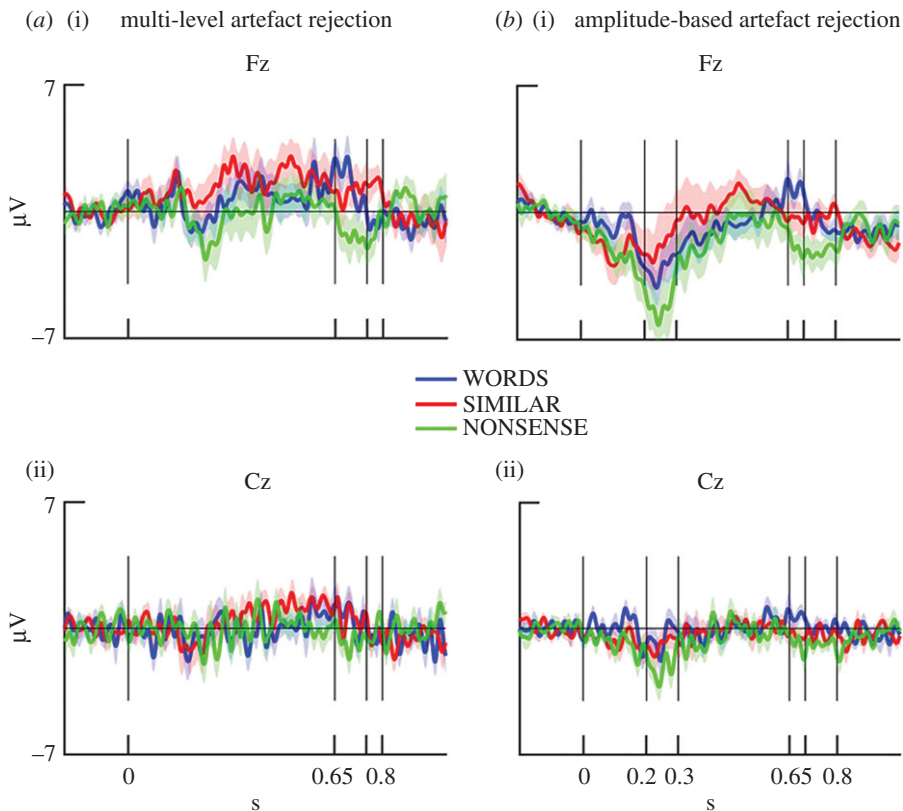 (a) (i) multi-level artefact rejection
Fz
7
µV
–7
(b) (i) amplitude-based artefact rejection
Fz
WORDS
SIMILAR
NONSENSE
(ii)
Cz
7
µV
–7
0 0.65 0.8
s
(ii)
Cz
0 0.2 0.3 0.65 0.8
s